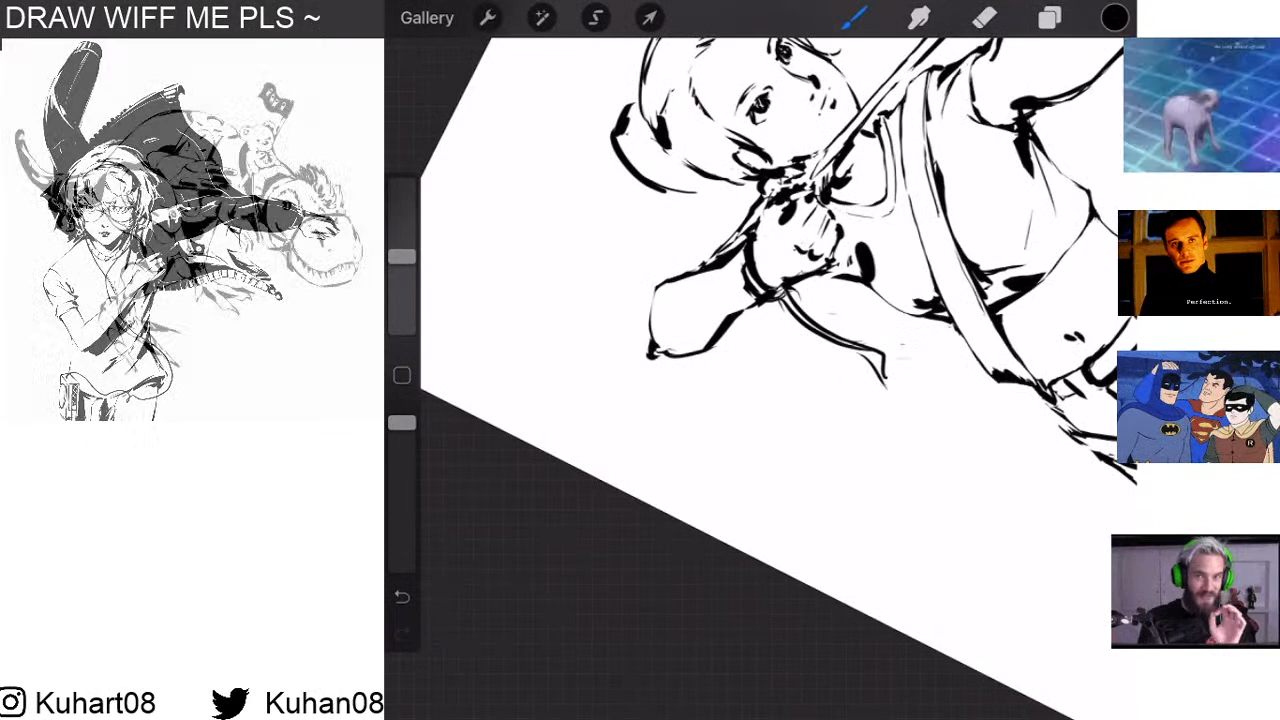 DRAW WIFF ME PLS ~
Gallery
Perfection.
R
Kuhart08
Kuhan08